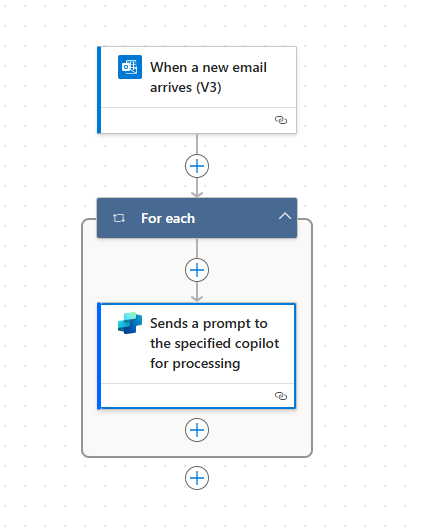 When a new email
arrives (V3)
For each
Sends a prompt to
the specified copilot
for processing